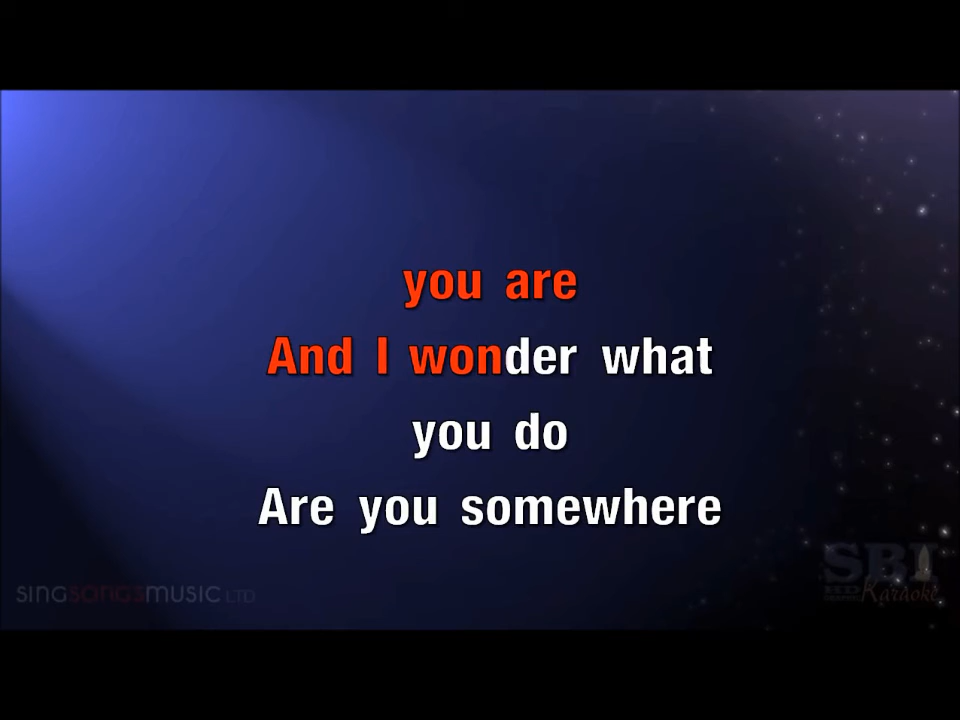 you are
And I wonder what
you do
Are you somewhere
singsongsmusic LTD
SBI
Karaoke